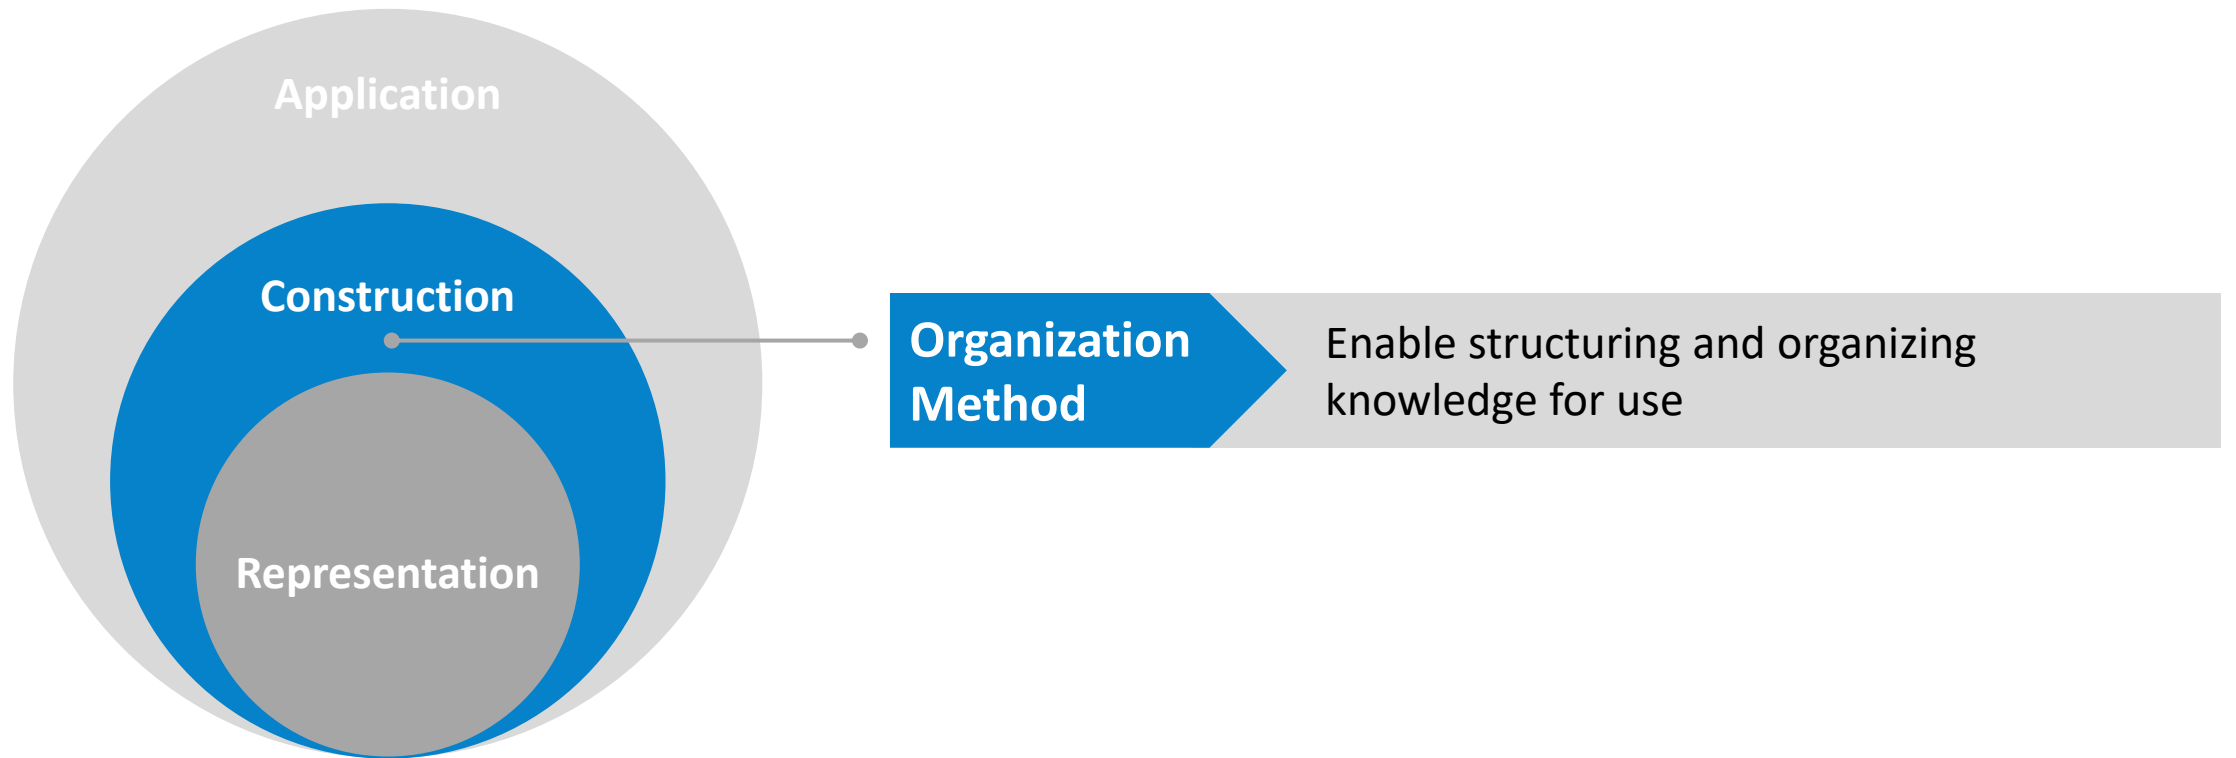 Application
Construction
Representation
Organization
Method
Enable structuring and organizing
knowledge for use